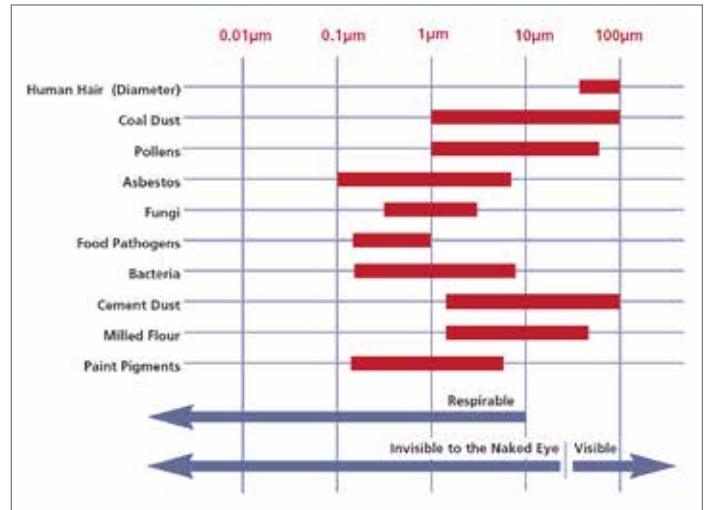 0.01µm 0.1µm 1µm 10µm 100µm
Human Hair (Diameter)
Coal Dust
Pollens
Asbestos
Fungi
Food Pathogens
Bacteria
Cement Dust
Milled Flour
Paint Pigments
Respirable
Invisible to the Naked Eye Visible